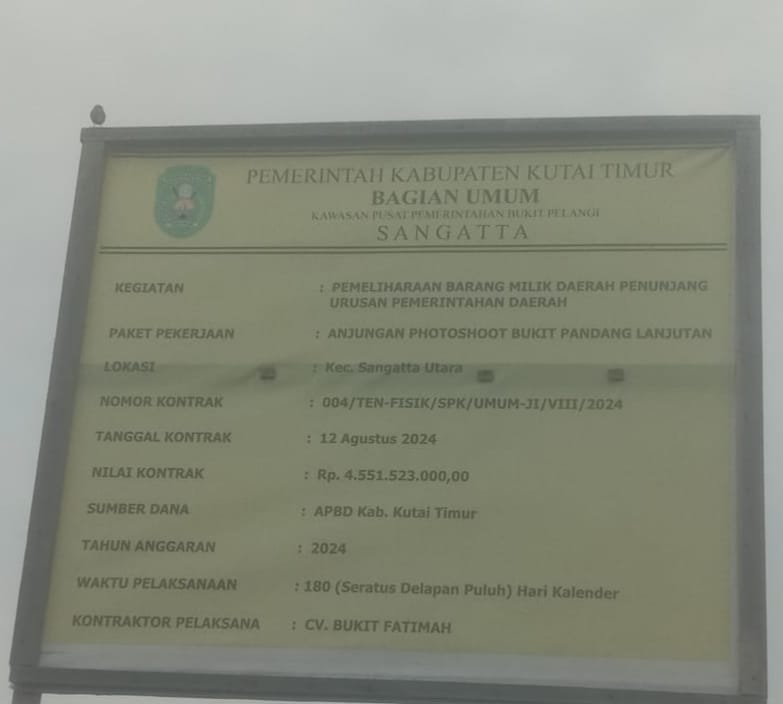 PEMERINTAH KABUPATEN KUTAI TIMUR
BAGIAN UMUM
KAWASAN PUSAT PEMERINTAHAN BUKIT PELANGI
SANGATTA
KEGIATAN : PEMELIHARAAN BARANG MILIK DAERAH PENUNJANG
URUSAN PEMERINTAHAN DAERAH
PAKET PEKERJAAN : ANJUNGAN PHOTOSHOOT BUKIT PANDANG LANJUTAN
LOKASI : Kec. Sangatta Utara
NOMOR KONTRAK : 004/TEN-FISIK/SPK/UMUM-JI/VIII/2024
TANGGAL KONTRAK : 12 Agustus 2024
NILAI KONTRAK : Rp. 4.551.523.000,00
SUMBER DANA : APBD Kab. Kutai Timur
TAHUN ANGGARAN : 2024
WAKTU PELAKSANAAN : 180 (Seratus Delapan Puluh) Hari Kalender
KONTRAKTOR PELAKSANA : CV. BUKIT FATIMAH